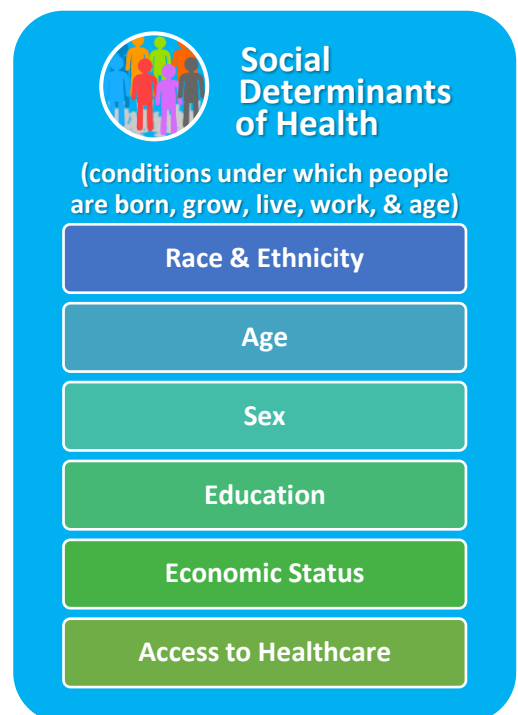 Social
Determinants
of Health
(conditions under which people
are born, grow, live, work, & age)
Race & Ethnicity
Age
Sex
Education
Economic Status
Access to Healthcare